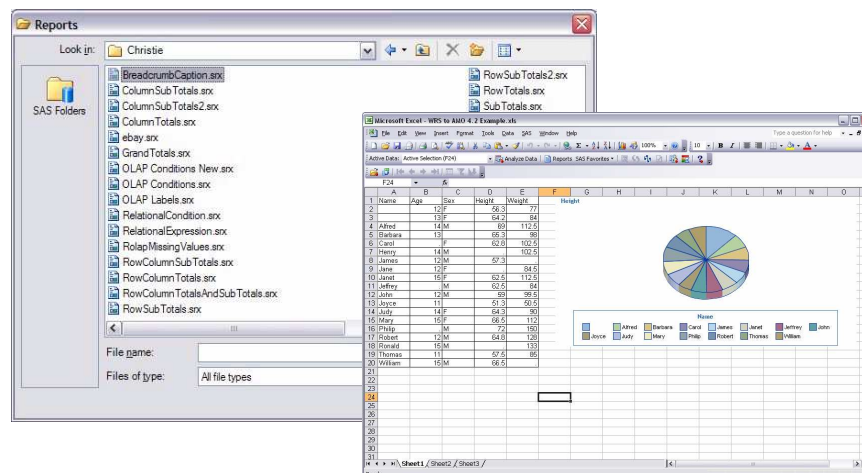 Reports
Look in: Christie
SAS Folders
BreadcrumbCaption.srx
ColumnSubTotals.srx
ColumnSubTotals2.srx
ColumnTotals.srx
ebay.srx
GrandTotals.srx
OLAP Conditions New.srx
OLAP Conditions.srx
OLAP Labels.srx
RelationalCondition.srx
RelationalExpression.srx
RolapMissingValues.srx
RowColumnSubTotals.srx
RowColumnTotals.srx
RowColumnTotalsAndSubTotals.srx
RowSubTotals.srx
RowSubTotals2.srx
RowTotals.srx
SubTotals.srx
File name:
Files of type: All file types
Microsoft Excel - WRS to AMO 4.2 Example.xls
File Edit View Insert Format Tools Data SAS Window Help Type a question for help
100% 10 B I
Active Data: Active Selection (F24) Analyze Data Reports SAS Favorites
F24 fx
A B C D E F G H I J K L M N O
1 Name Age Sex Height Weight Height
2 12 F 56.3 77
3 13 F 64.2 84
4 Alfred 14 M 69 112.5
5 Barbara 13 65.3 98
6 Carol F 62.8 102.5
7 Henry 14 M 102.5
8 James 12 M 57.3
9 Jane 12 F 84.5
10 Janet 15 F 62.5 112.5
11 Jeffrey M 62.5 84
12 John 12 M 59 99.5
13 Joyce 11 51.3 50.5
14 Judy 14 F 64.3 90
15 Mary 15 F 66.5 112
16 Philip M 72 150
17 Robert 12 M 64.8 128
18 Ronald 15 M 133
19 Thomas 11 57.5 85
20 William 15 M 66.5
21
22
23
24
25
26
27
28
29
30
31
Name
Alfred Barbara Carol James Janet Jeffrey John
Joyce Judy Mary Philip Robert Thomas William
Sheet1 / Sheet2 / Sheet3 /